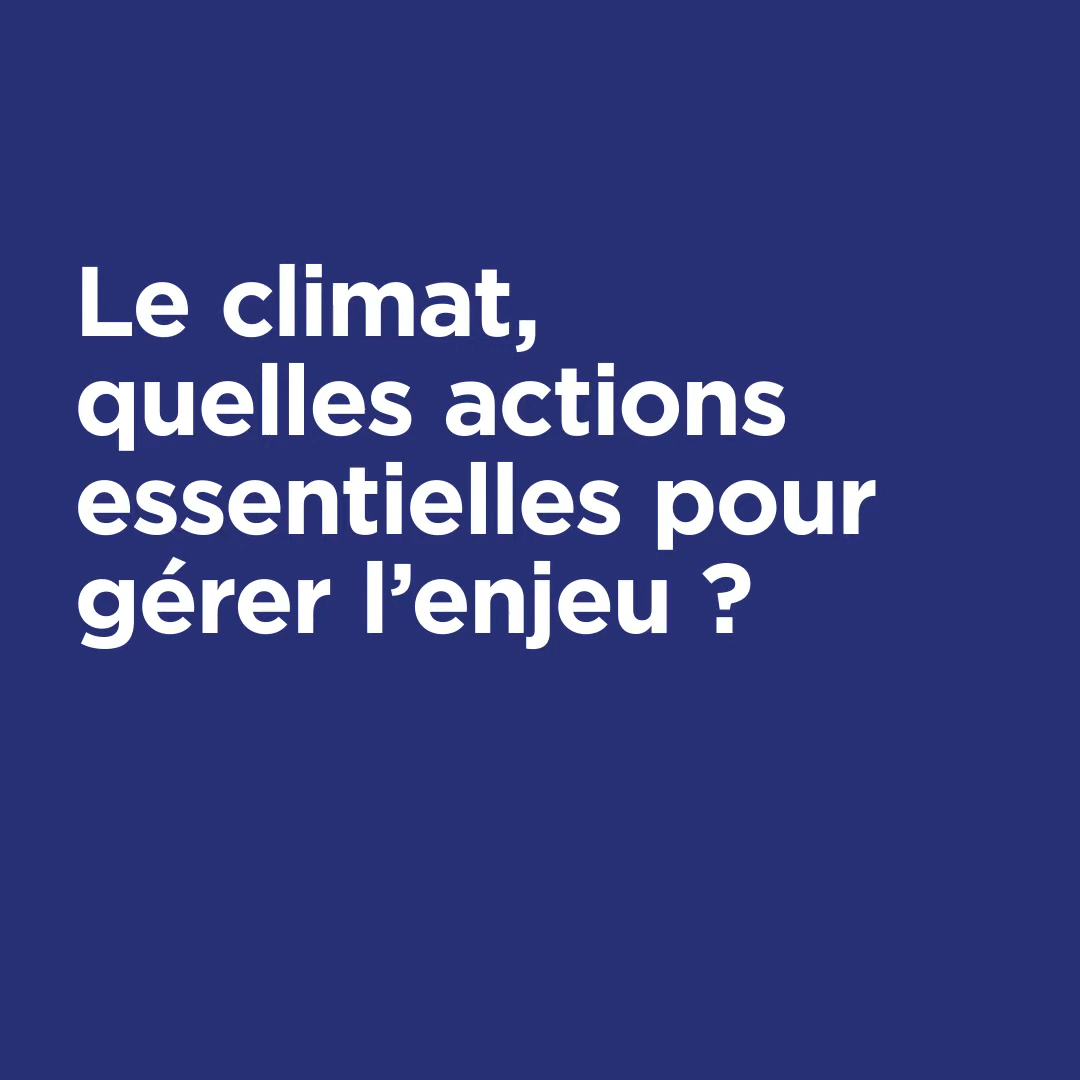 Le climat,
quelles actions
essentielles pour
gérer l’enjeu ?